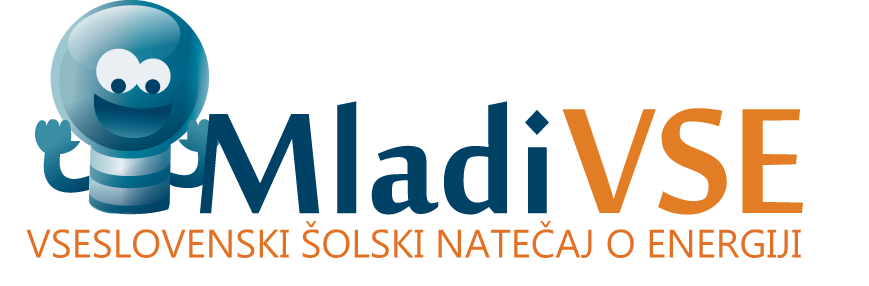 MladiVSE
VSESLOVENSKI ŠOLSKI NATEČAJ O ENERGIJI